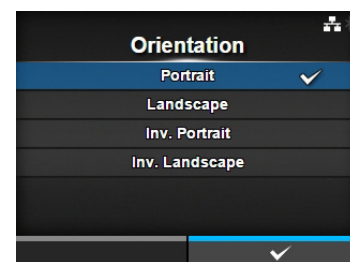 Orientation
Portrait
Landscape
Inv. Portrait
Inv. Landscape